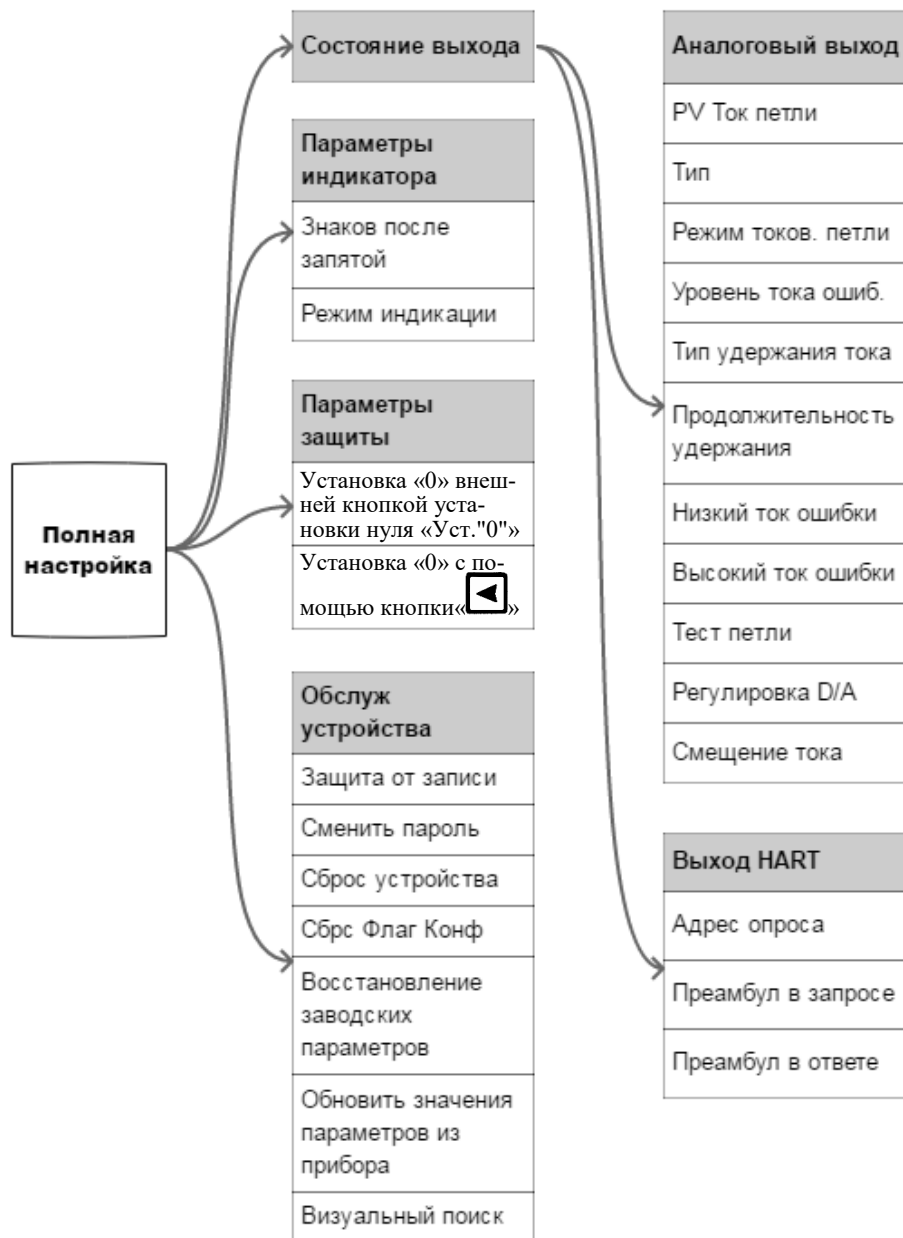 Полная
настройка
Состояние выхода
Параметры
индикатора
Знаков после
запятой
Режим индикации
Параметры
защиты
Установка «0» внеш-
ней кнопкой уста-
новки нуля «Уст."0"»
Установка «0» с по-
мощью кнопки« »
Обслуж
устройства
Защита от записи
Сменить пароль
Сброс устройства
Сбрс Флаг Конф
Восстановление
заводских
параметров
Обновить значения
параметров из
прибора
Визуальный поиск
Аналоговый выход
PV Ток петли
Тип
Режим токов. петли
Уровень тока ошиб.
Тип удержания тока
Продолжительность
удержания
Низкий ток ошибки
Высокий ток ошибки
Тест петли
Регулировка D/A
Смещение тока
Выход HART
Адрес опроса
Преамбул в запросе
Преамбул в ответе